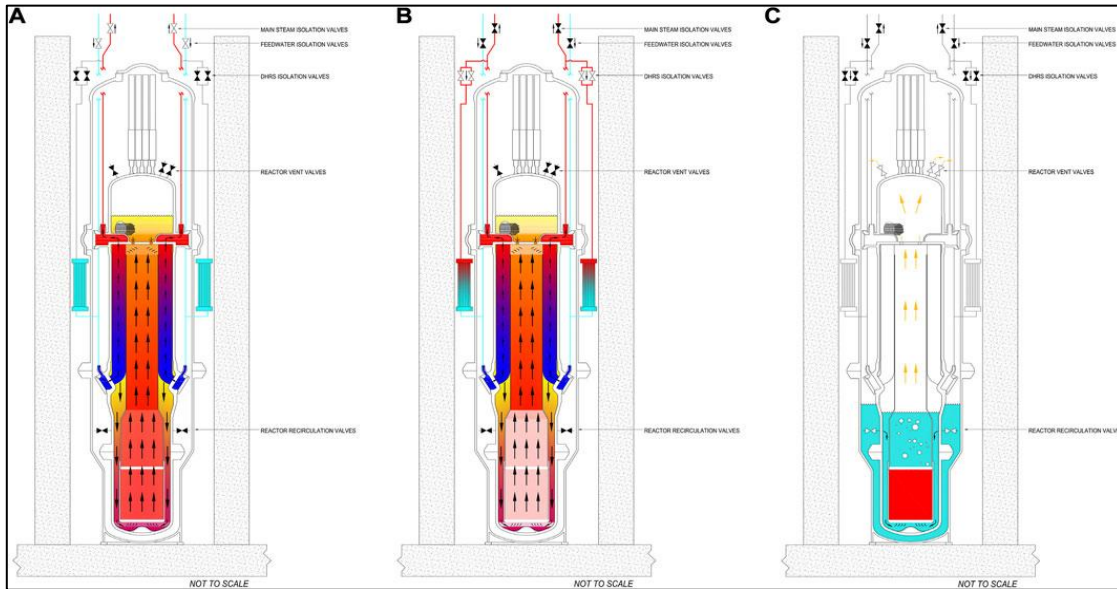 A
MAIN STEAM ISOLATION VALVES
FEEDWATER ISOLATION VALVES
DHRS ISOLATION VALVES
REACTOR VENT VALVES
REACTOR RECIRCULATION VALVES
NOT TO SCALE
B
MAIN STEAM ISOLATION VALVES
FEEDWATER ISOLATION VALVES
DHRS ISOLATION VALVES
REACTOR VENT VALVES
REACTOR RECIRCULATION VALVES
NOT TO SCALE
C
MAIN STEAM ISOLATION VALVES
FEEDWATER ISOLATION VALVES
DHRS ISOLATION VALVES
REACTOR VENT VALVES
REACTOR RECIRCULATION VALV
NOT TO SCALE